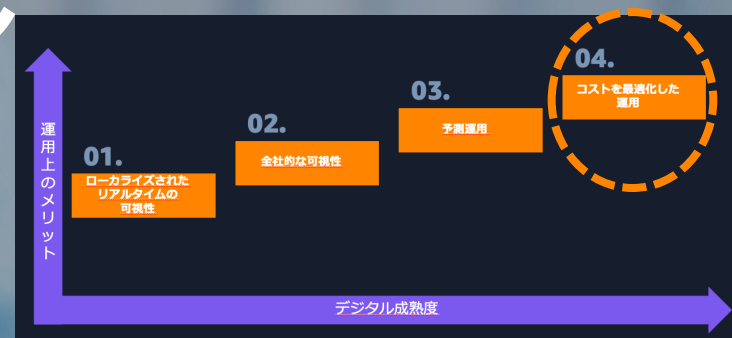 運用上のメリット
01.
ローカライズされた
リアルタイムの
可視性
02.
全社的な可視性
03.
予測運用
04.
コストを最適化した
運用
デジタル成熟度